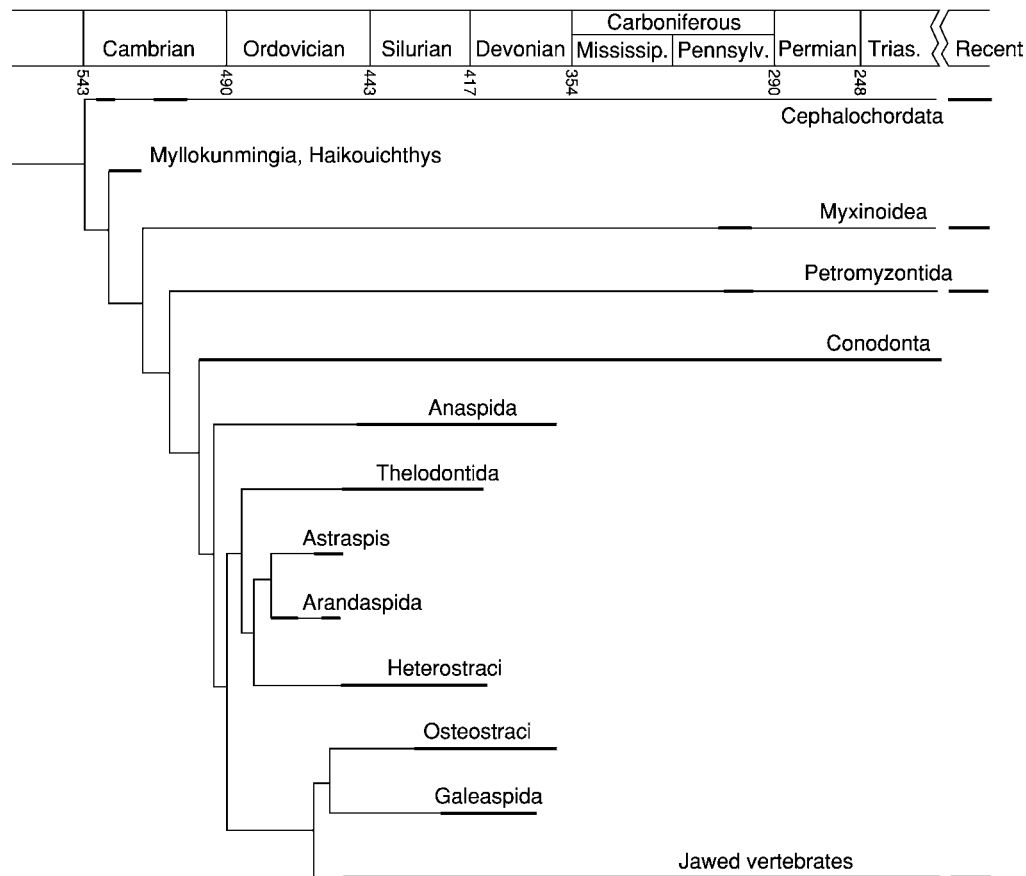 Carboniferous
Cambrian Ordovician Silurian Devonian Mississip. Pennsylv. Permian Trias. Recent
543 490 443 417 354 290 248
Cephalochordata
Myllokunmingia, Haikouichthys
Myxinoidea
Petromyzontida
Conodonta
Anaspida
Thelodontida
Astraspis
Arandaspida
Heterostraci
Osteostraci
Galeaspida
Jawed vertebrates